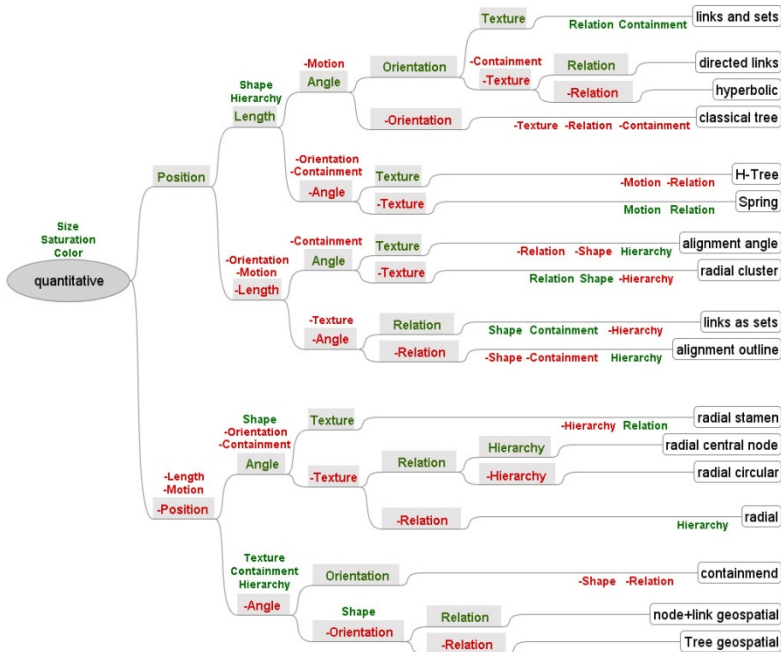 Texture
Relation Containment
links and sets
-Motion
-Containment
Orientation
Relation
directed links
Shape
Hierarchy
Angle
-Texture
-Relation
hyperbolic
Length
-Orientation
-Texture -Relation -Containment
classical tree
-Orientation
-Containment
Texture
-Motion -Relation
H-Tree
Position
-Angle
-Texture
Motion Relation
Spring
Size
Saturation
Color
quantitative
-Orientation
-Motion
-Length
-Containment
Angle
Texture
-Relation -Shape Hierarchy
alignment angle
-Texture
Relation Shape -Hierarchy
radial cluster
-Texture
-Angle
Relation
Shape Containment -Hierarchy
links as sets
-Relation
-Shape -Containment Hierarchy
alignment outline
Shape
-Orientation
-Containment
Angle
Texture
-Hierarchy Relation
radial stamen
-Length
-Motion
-Position
-Texture
Relation
Hierarchy
radial central node
-Hierarchy
radial circular
-Relation
Hierarchy
radial
Texture
Containment
Hierarchy
-Angle
Orientation
-Shape -Relation
containmend
Shape
-Orientation
Relation
node+link geospatial
-Relation
Tree geospatial